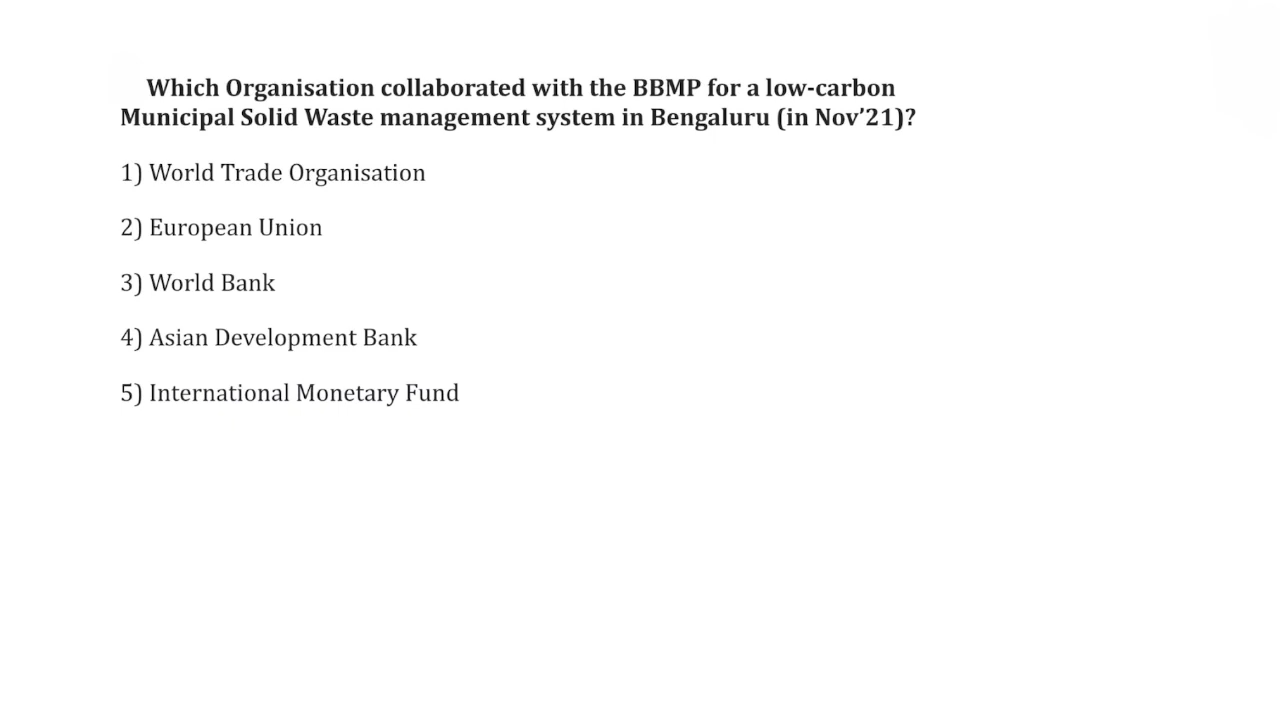 Which Organisation collaborated with the BBMP for a low-carbon
Municipal Solid Waste management system in Bengaluru (in Nov’21)?
1) World Trade Organisation
2) European Union
3) World Bank
4) Asian Development Bank
5) International Monetary Fund